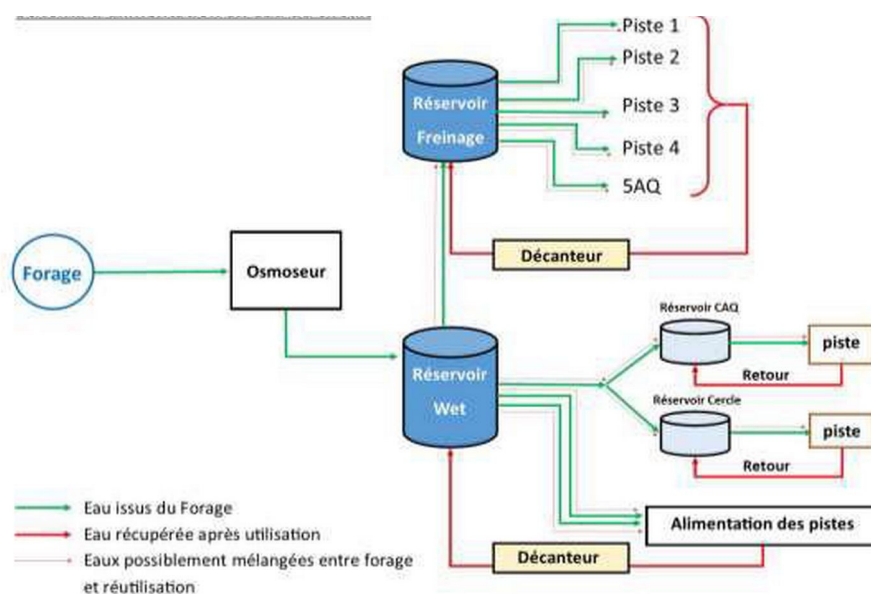 Piste 1
Piste 2
Réservoir
Freinage
Piste 3
Piste 4
5AQ
Décanteur
Forage
Osmoseur
Réservoir CAQ
piste
Retour
Réservoir
Wet
Réservoir Cercle
piste
Retour
Eau issus du Forage
Eau récupérée après utilisation
Eaux possiblement mélangées entre forage
et réutilisation
Alimentation des pistes
Décanteur